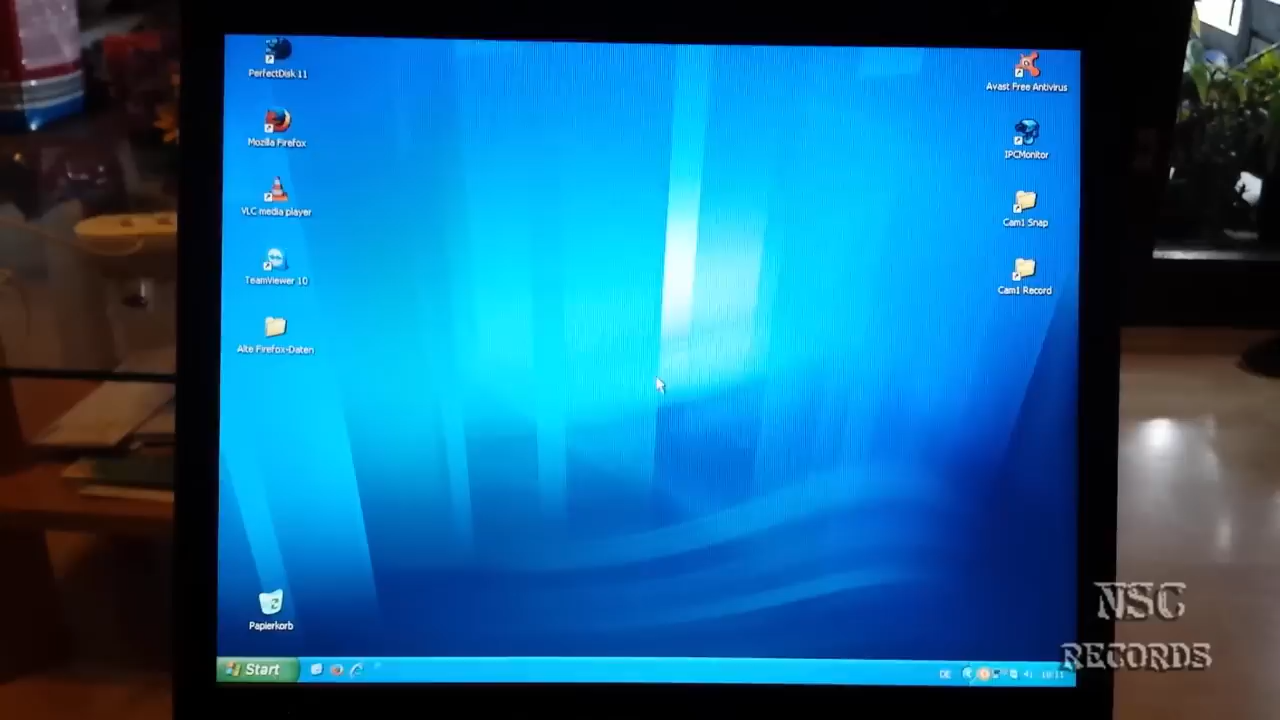 PerfectDisk 11
Mozilla Firefox
VLC media player
TeamViewer 10
Alte Firefox-Daten
Papierkorb
Avast Free Antivirus
IPCMonitor
Cam1 Snap
Cam1 Record
Start
DE
NSC
RECORDS